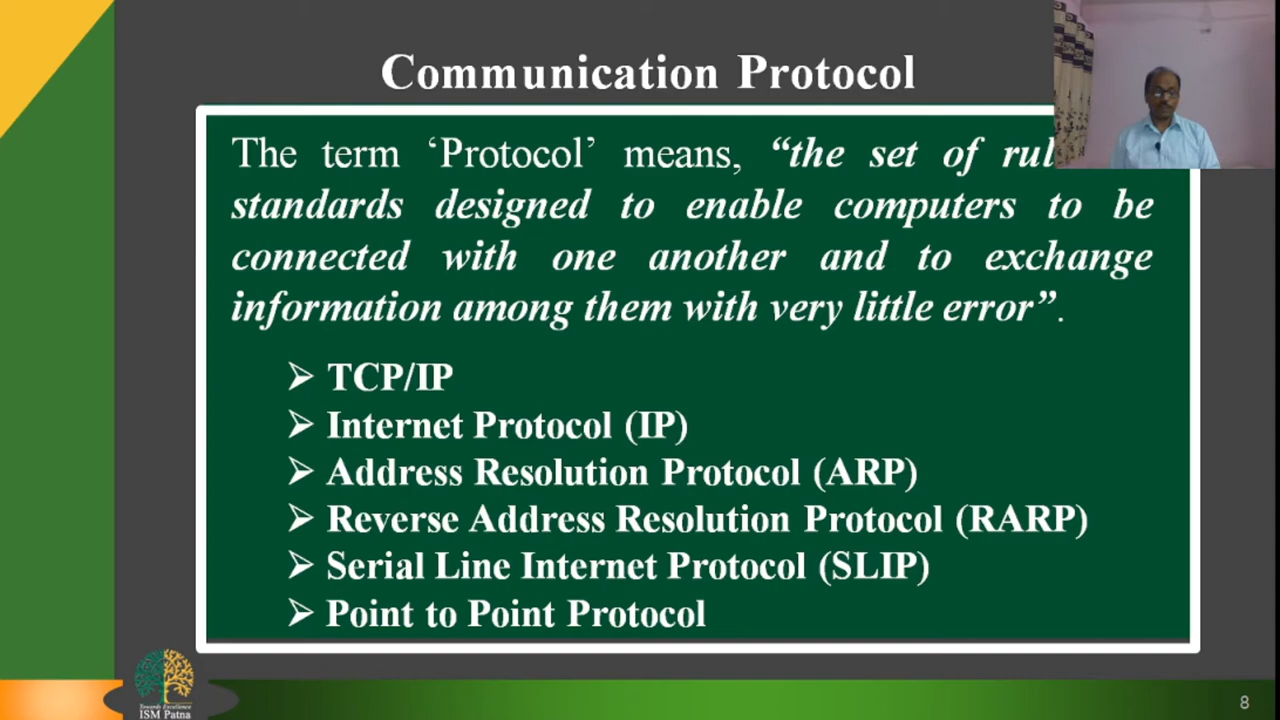 Communication Protocol
The term ‘Protocol’ means, “the set of
standards designed to enable computers to be
connected with one another and to exchange
information among them with very little error”.
➢ TCP/IP
➢ Internet Protocol (IP)
➢ Address Resolution Protocol (ARP)
➢ Reverse Address Resolution Protocol (RARP)
➢ Serial Line Internet Protocol (SLIP)
➢ Point to Point Protocol
Towards Excellence
ISM Patna
8